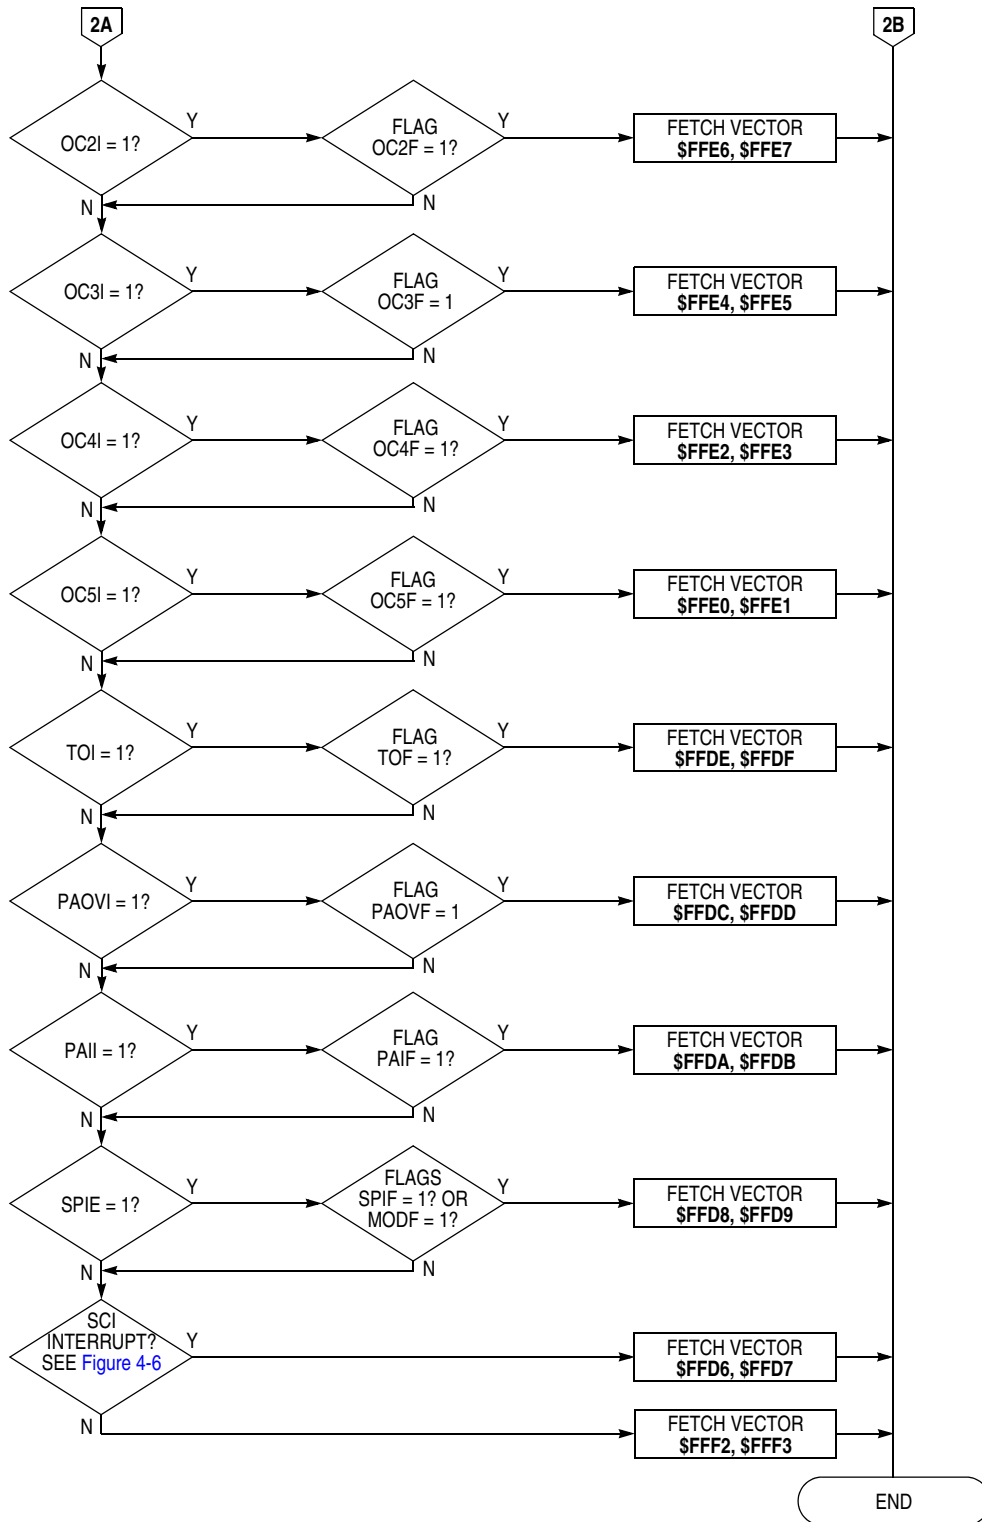 2A
2B
OC2I = 1?
Y
FLAG
OC2F = 1?
Y
FETCH VECTOR
$FFE6, $FFE7
N
N
OC3I = 1?
Y
FLAG
OC3F = 1
Y
FETCH VECTOR
$FFE4, $FFE5
N
N
OC4I = 1?
Y
FLAG
OC4F = 1?
Y
FETCH VECTOR
$FFE2, $FFE3
N
N
OC5I = 1?
Y
FLAG
OC5F = 1?
Y
FETCH VECTOR
$FFE0, $FFE1
N
N
TOI = 1?
Y
FLAG
TOF = 1?
Y
FETCH VECTOR
$FFDE, $FFDF
N
N
PAOVI = 1?
Y
FLAG
PAOVF = 1
Y
FETCH VECTOR
$FFDC, $FFDD
N
N
PAII = 1?
Y
FLAG
PAIF = 1?
Y
FETCH VECTOR
$FFDA, $FFDB
N
N
SPIE = 1?
Y
FLAGS
SPIF = 1? OR
MODF = 1?
Y
FETCH VECTOR
$FFD8, $FFD9
N
N
SCI
INTERRUPT?
SEE Figure 4-6
Y
FETCH VECTOR
$FFD6, $FFD7
N
FETCH VECTOR
$FFF2, $FFF3
END